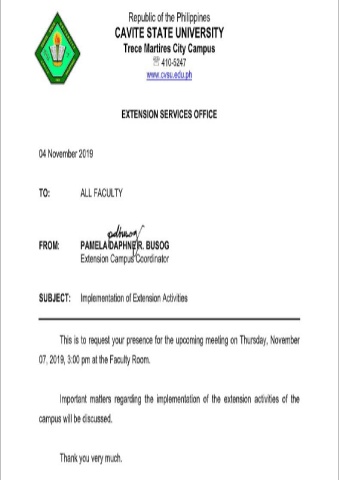 Republic of the Philippines
CAVITE STATE UNIVERSITY
Trece Martires City Campus
☏ 410-5247
www.cvsu.edu.ph
EXTENSION SERVICES OFFICE
04 November 2019
TO: ALL FACULTY
FROM: PAMELA DAPHNE R. BUSOG
Extension Campus Coordinator
SUBJECT: Implementation of Extension Activities
This is to request your presence for the upcoming meeting on Thursday, November
07, 2019, 3:00 pm at the Faculty Room.
Important matters regarding the implementation of the extension activities of the
campus will be discussed.
Thank you very much.